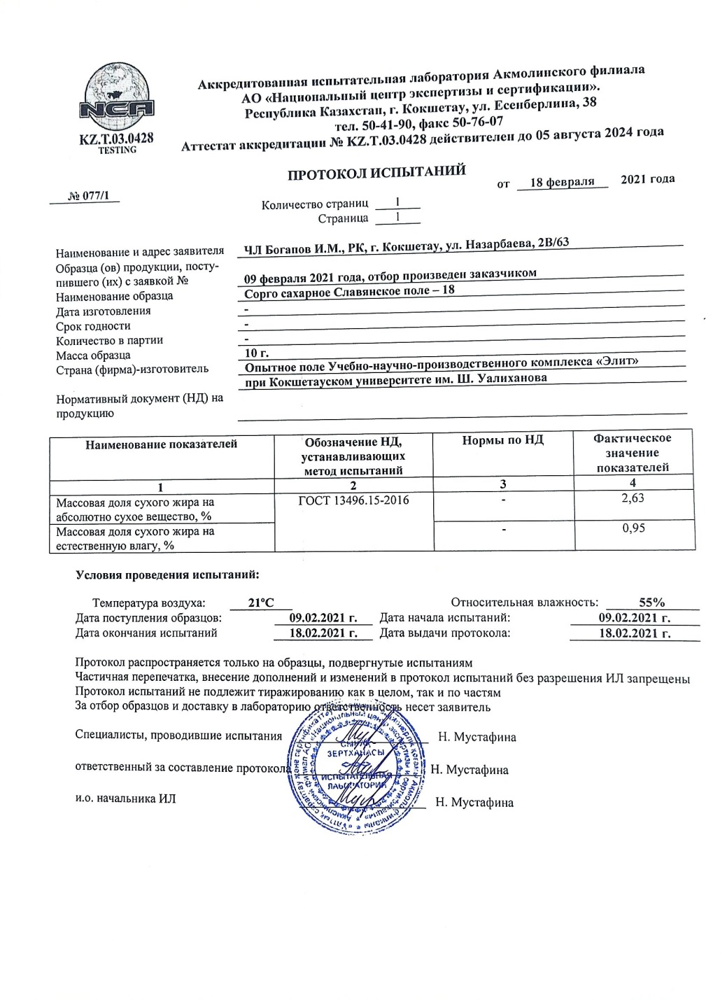 NCA
KZ.T.03.0428
TESTING
Аккредитованная испытательная лаборатория Акмолинского филиала
АО «Национальный центр экспертизы и сертификации».
Республика Казахстан, г. Кокшетау, ул. Есенберлина, 38
тел. 50-41-90, факс 50-76-07
Аттестат аккредитации № KZ.T.03.0428 действителен до 05 августа 2024 года
ПРОТОКОЛ ИСПЫТАНИЙ
№ 077/1 от 18 февраля 2021 года
Количество страниц 1
Страница 1
Наименование и адрес заявителя ЧЛ Богапов И.М., РК, г. Кокшетау, ул. Назарбаева, 2В/63
Образца (ов) продукции, посту-
пившего (их) с заявкой № 09 февраля 2021 года, отбор произведен заказчиком
Наименование образца Сорго сахарное Славянское поле – 18
Дата изготовления -
Срок годности -
Количество в партии -
Масса образца 10 г.
Страна (фирма)-изготовитель Опытное поле Учебно-научно-производственного комплекса «Элит»
при Кокшетауском университете им. Ш. Уалиханова
Нормативный документ (НД) на
продукцию
Наименование показателей Обозначение НД, устанавливающих метод испытаний Нормы по НД Фактическое значение показателей
1 2 3 4
Массовая доля сухого жира на абсолютно сухое вещество, % ГОСТ 13496.15-2016 - 2,63
Массовая доля сухого жира на естественную влагу, % - 0,95
Условия проведения испытаний:
Температура воздуха: 21ºС Относительная влажность: 55%
Дата поступления образцов: 09.02.2021 г. Дата начала испытаний: 09.02.2021 г.
Дата окончания испытаний 18.02.2021 г. Дата выдачи протокола: 18.02.2021 г.
Протокол распространяется только на образцы, подвергнутые испытаниям
Частичная перепечатка, внесение дополнений и изменений в протокол испытаний без разрешения ИЛ запрещены
Протокол испытаний не подлежит тиражированию как в целом, так и по частям
За отбор образцов и доставку в лабораторию ответственность несет заявитель
Специалисты, проводившие испытания Н. Мустафина
ответственный за составление протокола Н. Мустафина
и.о. начальника ИЛ Н. Мустафина
СЫНАҚ
ЗЕРТХАНАСЫ
ИСПЫТАТЕЛЬНАЯ
ЛАБОРАТОРИЯ